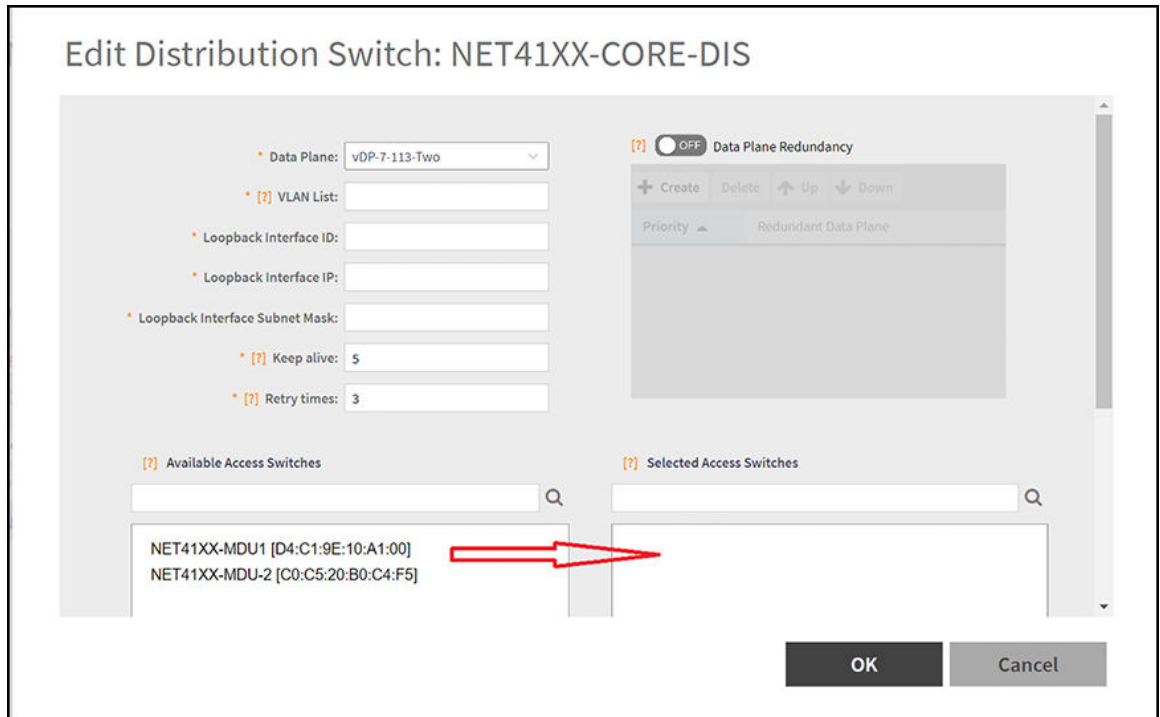 Edit Distribution Switch: NET41XX-CORE-DIS
* Data Plane: vDP-7-113-Two
* [?] VLAN List:
* Loopback Interface ID:
* Loopback Interface IP:
* Loopback Interface Subnet Mask:
* [?] Keep alive: 5
* [?] Retry times: 3
[?] OFF Data Plane Redundancy
Create Delete Up Down
Priority Redundant Data Plane
[?] Available Access Switches
NET41XX-MDU1 [D4:C1:9E:10:A1:00]
NET41XX-MDU-2 [C0:C5:20:B0:C4:F5]
[?] Selected Access Switches
OK Cancel